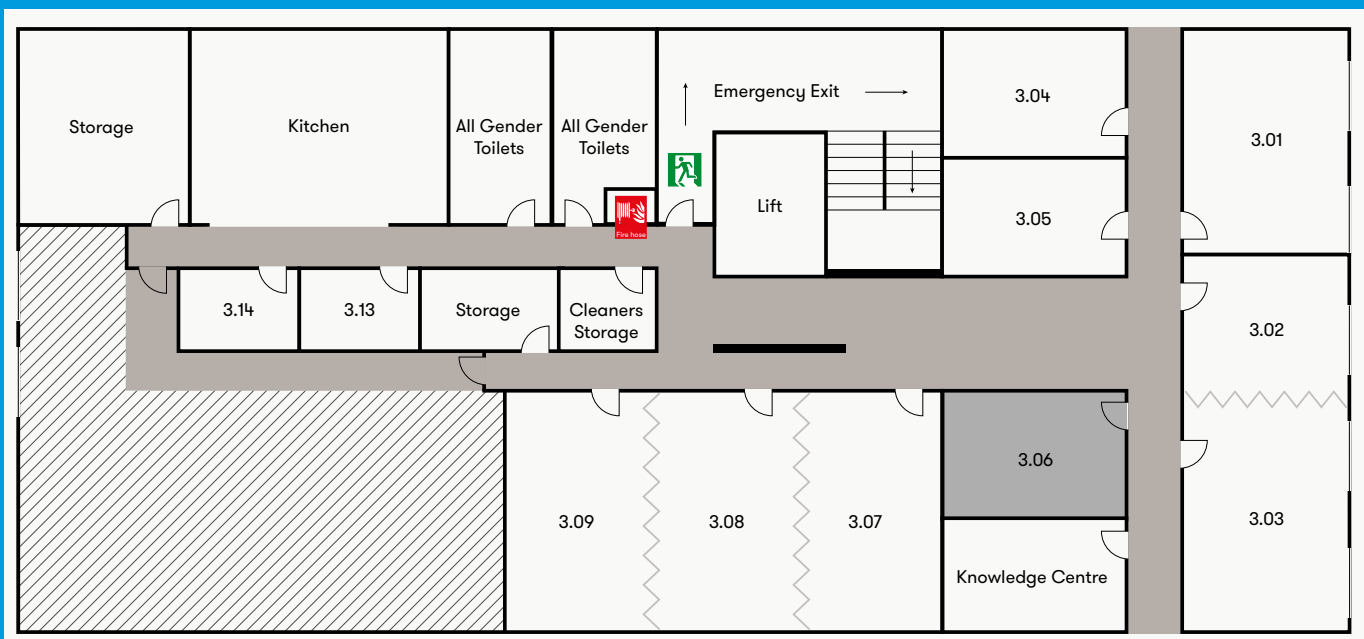 Storage
Kitchen
All Gender
Toilets
All Gender
Toilets
Emergency Exit
3.04
3.01
Fire hose
Lift
3.05
3.14
3.13
Storage
Cleaners
Storage
3.02
3.06
3.09
3.08
3.07
3.03
Knowledge Centre